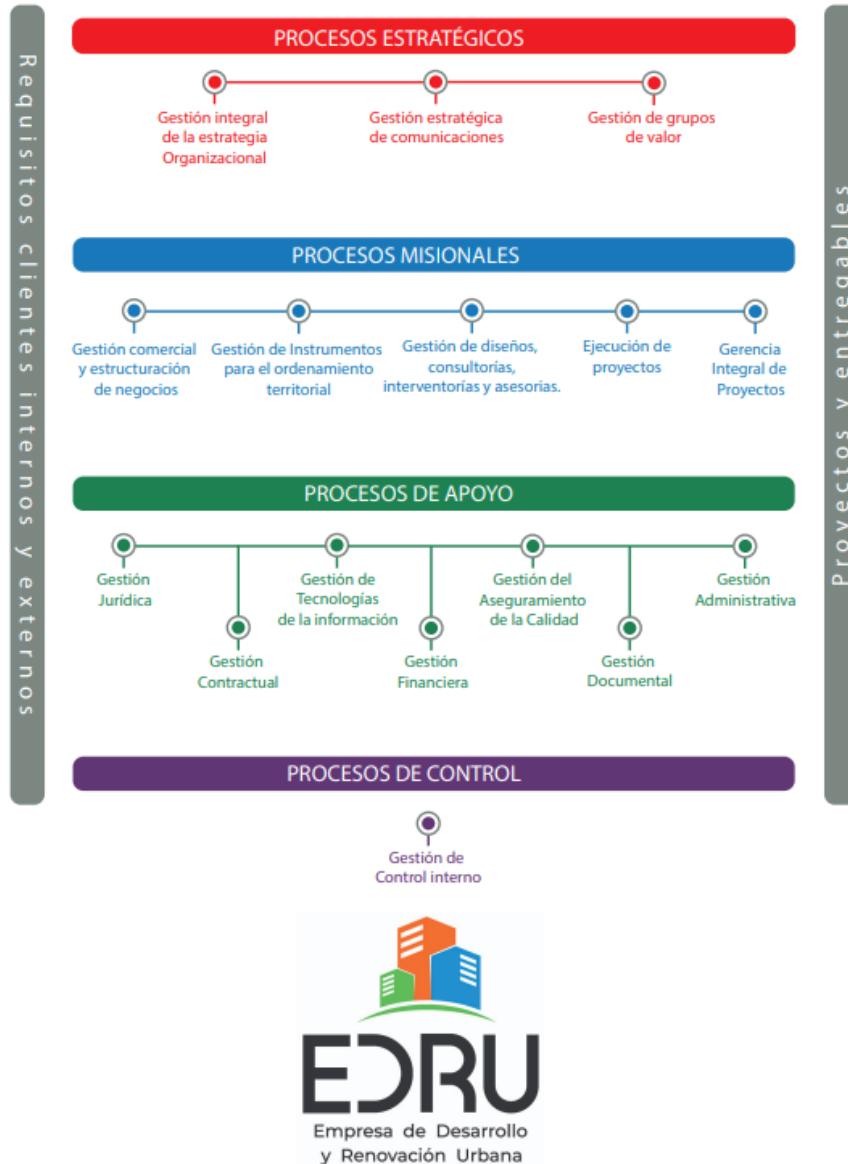 Requisitos clientes internos y externos
PROCESOS ESTRATÉGICOS
Gestión integral
de la estrategia
Organizacional
Gestión estratégica
de comunicaciones
Gestión de grupos
de valor
PROCESOS MISIONALES
Gestión comercial
y estructuración
de negocios
Gestión de Instrumentos
para el ordenamiento
territorial
Gestión de diseños,
consultorías,
interventorías y asesorias.
Ejecución de
proyectos
Gerencia
Integral de
Proyectos
PROCESOS DE APOYO
Gestión
Jurídica
Gestión
Contractual
Gestión de
Tecnologías
de la información
Gestión
Financiera
Gestión del
Aseguramiento
de la Calidad
Gestión
Documental
Gestión
Administrativa
PROCESOS DE CONTROL
Gestión de
Control interno
Proyectos y entregables
EDRU
Empresa de Desarrollo
y Renovación Urbana